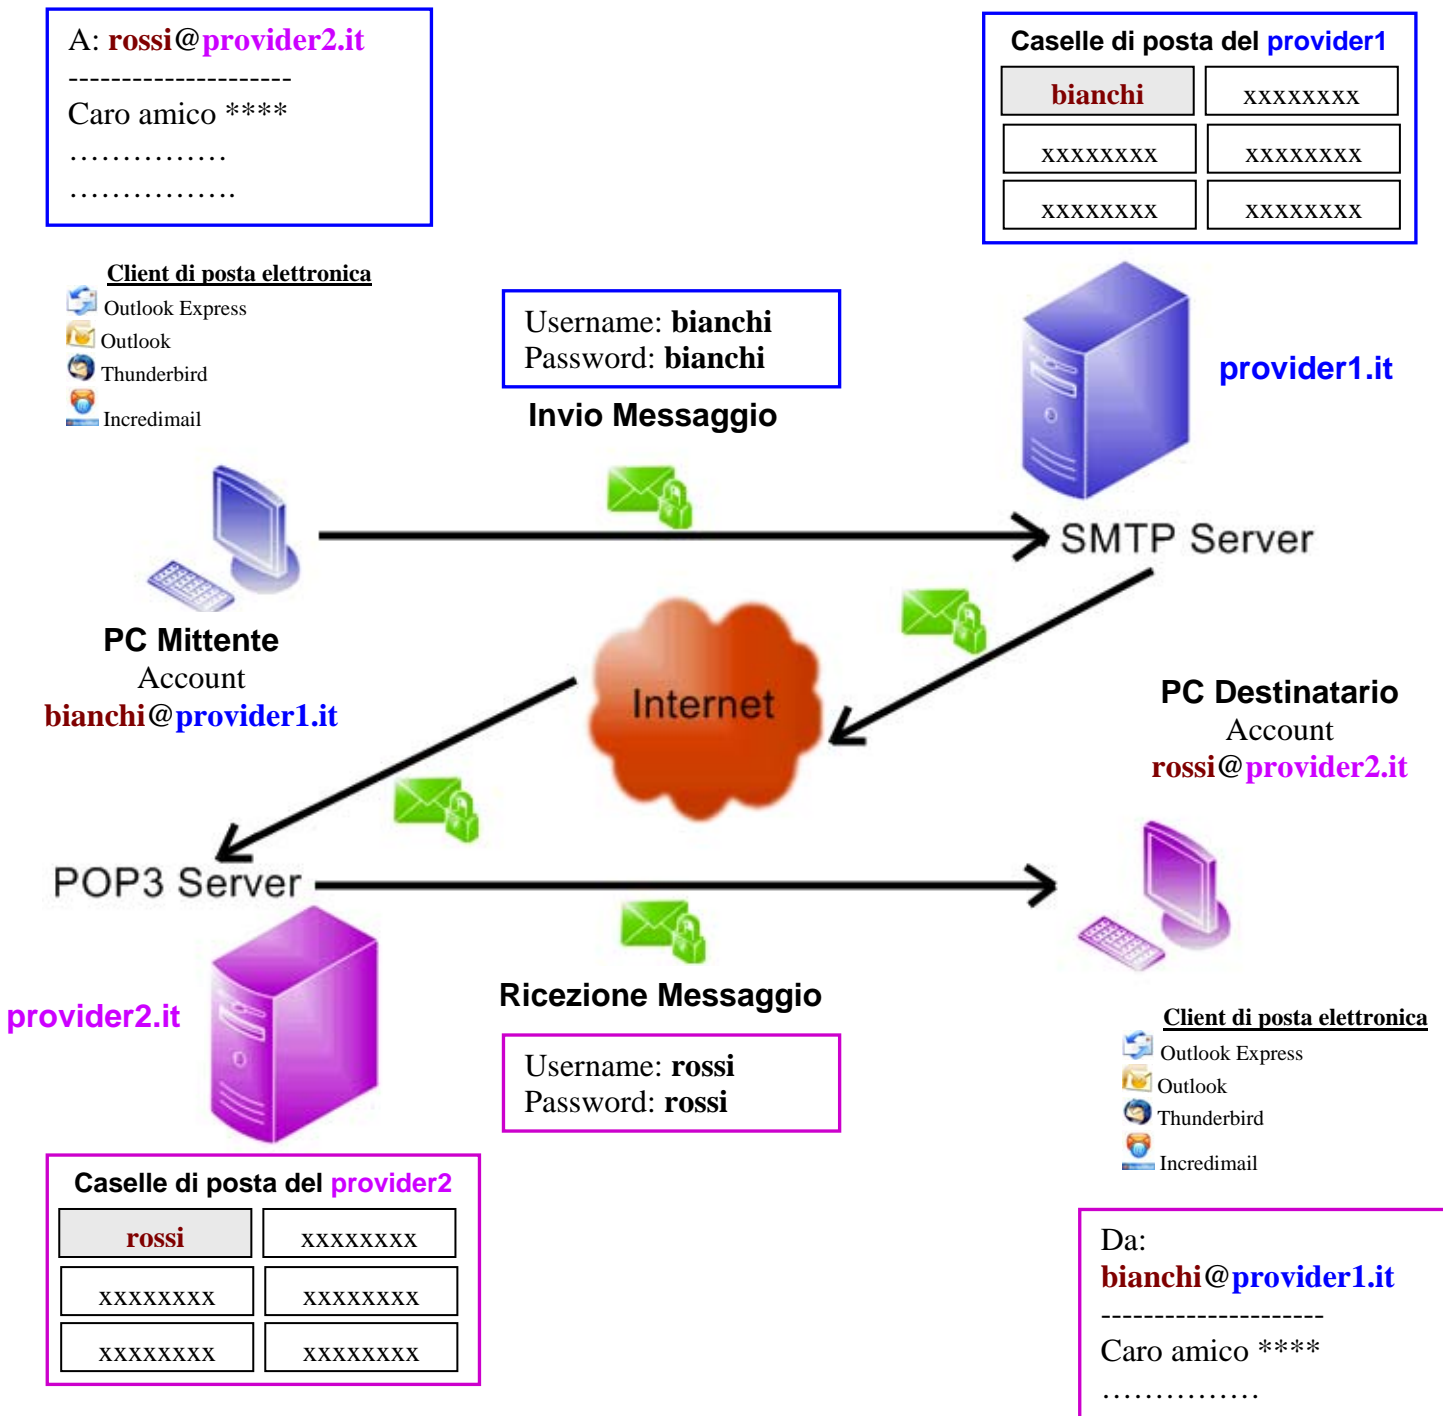 A: rossi@provider2.it
---------------------
Caro amico ****
……………
…………….
Caselle di posta del provider1
bianchi xxxxxxxx
xxxxxxxx xxxxxxxx
xxxxxxxx xxxxxxxx
Client di posta elettronica
Outlook Express
Outlook
Thunderbird
Incredimail
Username: bianchi
Password: bianchi
Invio Messaggio
provider1.it
SMTP Server
PC Mittente
Account
bianchi@provider1.it
Internet
PC Destinatario
Account
rossi@provider2.it
POP3 Server
provider2.it
Ricezione Messaggio
Username: rossi
Password: rossi
Client di posta elettronica
Outlook Express
Outlook
Thunderbird
Incredimail
Caselle di posta del provider2
rossi xxxxxxxx
xxxxxxxx xxxxxxxx
xxxxxxxx xxxxxxxx
Da:
bianchi@provider1.it
---------------------
Caro amico ****
……………